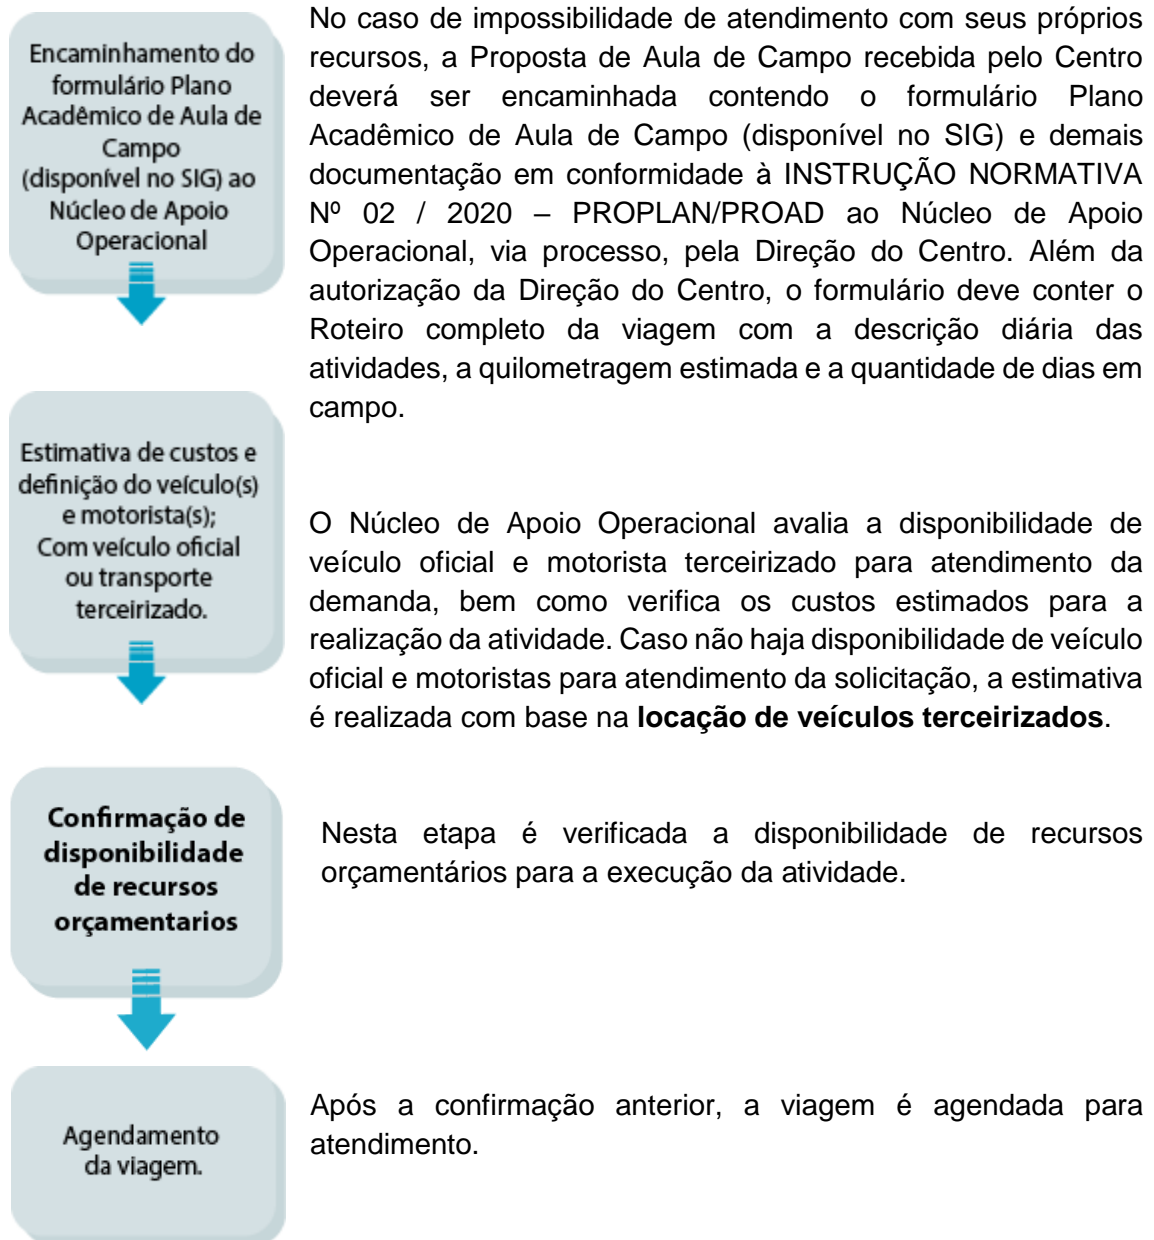 Encaminhamento do
formulário Plano
Acadêmico de Aula de
Campo
(disponível no SIG) ao
Núcleo de Apoio
Operacional
No caso de impossibilidade de atendimento com seus próprios
recursos, a Proposta de Aula de Campo recebida pelo Centro
deverá ser encaminhada contendo o formulário Plano
Acadêmico de Aula de Campo (disponível no SIG) e demais
documentação em conformidade à INSTRUÇÃO NORMATIVA
Nº 02 / 2020 – PROPLAN/PROAD ao Núcleo de Apoio
Operacional, via processo, pela Direção do Centro. Além da
autorização da Direção do Centro, o formulário deve conter o
Roteiro completo da viagem com a descrição diária das
atividades, a quilometragem estimada e a quantidade de dias em
campo.
Estimativa de custos e
definição do veículo(s)
e motorista(s);
Com veículo oficial
ou transporte
terceirizado.
O Núcleo de Apoio Operacional avalia a disponibilidade de
veículo oficial e motorista terceirizado para atendimento da
demanda, bem como verifica os custos estimados para a
realização da atividade. Caso não haja disponibilidade de veículo
oficial e motoristas para atendimento da solicitação, a estimativa
é realizada com base na locação de veículos terceirizados.
Confirmação de
disponibilidade
de recursos
orçamentarios
Nesta etapa é verificada a disponibilidade de recursos
orçamentários para a execução da atividade.
Agendamento
da viagem.
Após a confirmação anterior, a viagem é agendada para
atendimento.